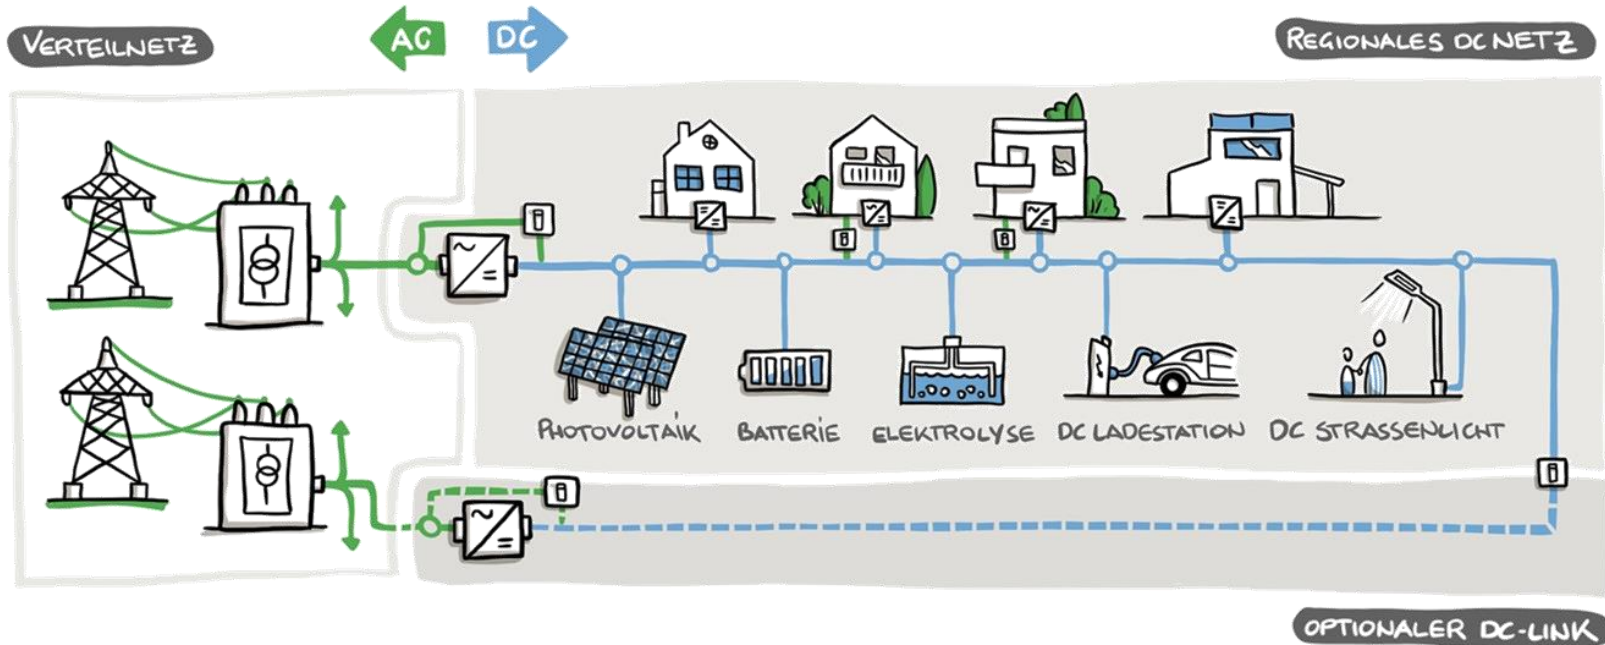 VERTEILNETZ
AC
DC
REGIONALES DC NETZ
PHOTOVOLTAIK
BATTERIE
ELEKTROLYSE
DC LADESTATION
DC STRASSENLICHT
OPTIONALER DC-LINK